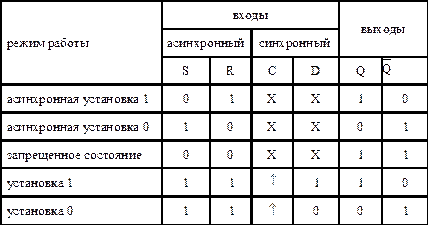 входы
выходы
режим работы
асинхронный синхронный
S R C D Q Q̅
асинхронная установка 1 0 1 X X 1 0
асинхронная установка 0 1 0 X X 0 1
запрещенное состояние 0 0 X X 1 1
установка 1 1 1 ↑ 1 1 0
установка 0 1 1 ↑ 0 0 1